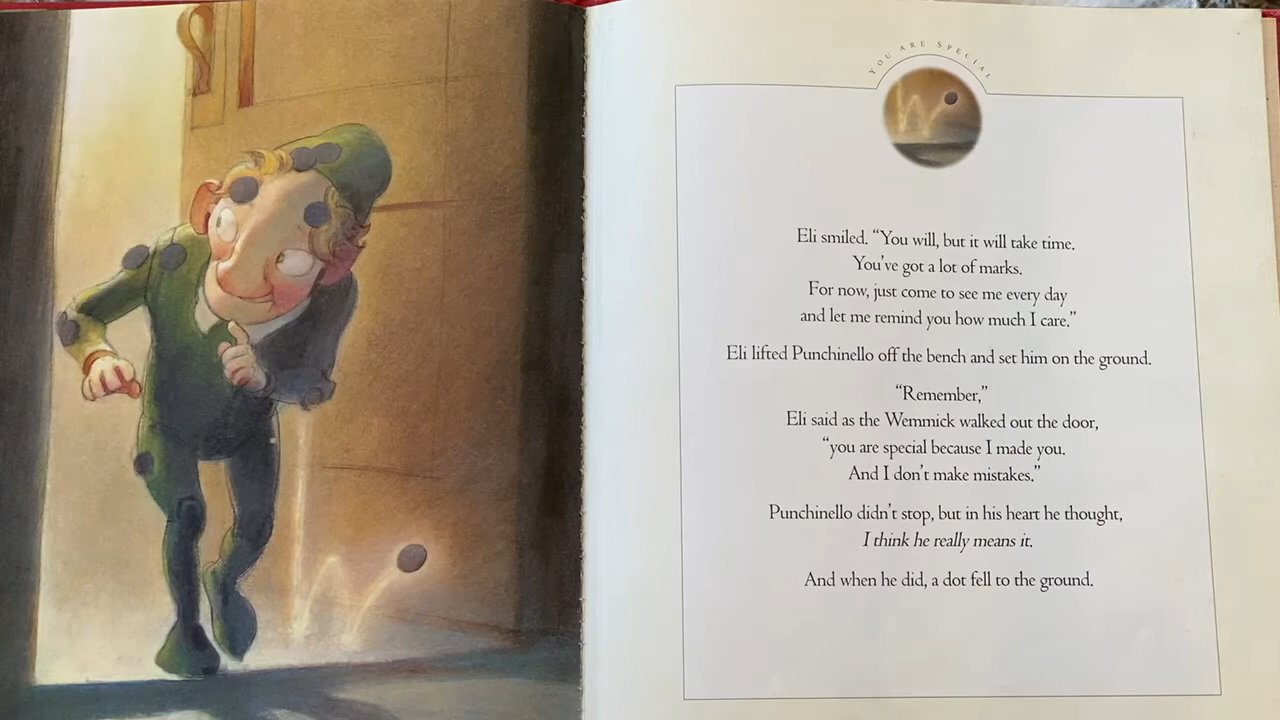 YOU ARE SPECIAL
Eli smiled. “You will, but it will take time.
You’ve got a lot of marks.
For now, just come to see me every day
and let me remind you how much I care.”
Eli lifted Punchinello off the bench and set him on the ground.
“Remember,”
Eli said as the Wemmick walked out the door,
“you are special because I made you.
And I don’t make mistakes.”
Punchinello didn’t stop, but in his heart he thought,
I think he really means it.
And when he did, a dot fell to the ground.